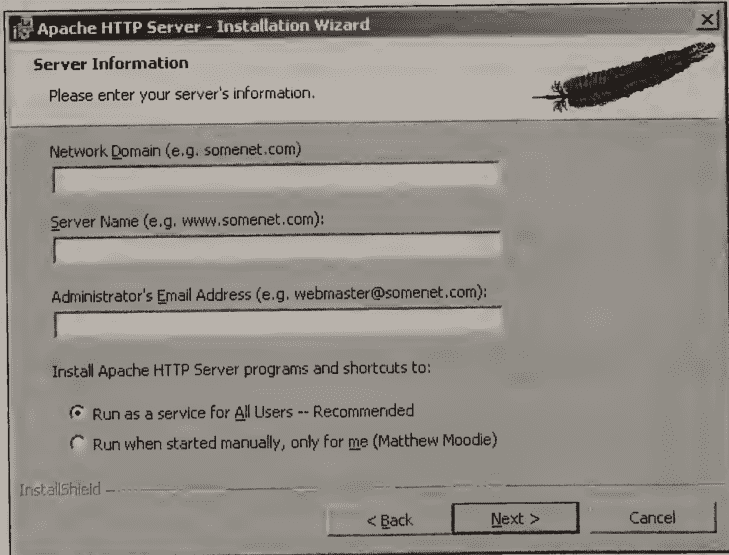 Apache HTTP Server - Installation Wizard
Server Information
Please enter your server's information.
Network Domain (e.g. somenet.com)
Server Name (e.g. www.somenet.com):
Administrator's Email Address (e.g. webmaster@somenet.com):
Install Apache HTTP Server programs and shortcuts to:
Run as a service for All Users -- Recommended
Run when started manually, only for me (Matthew Moodie)
InstallShield
< Back
Next >
Cancel